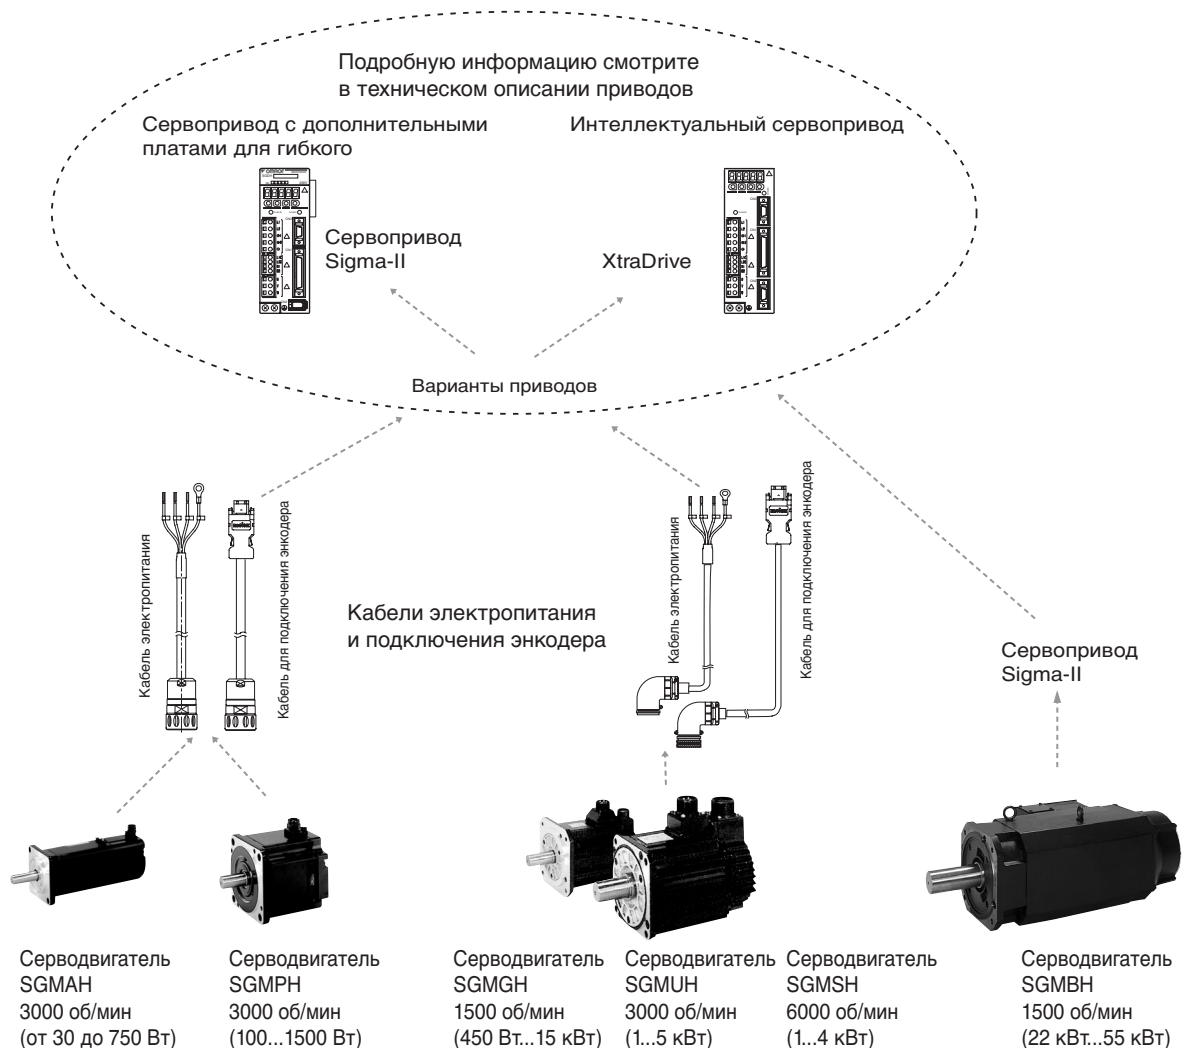 Подробную информацию смотрите
в техническом описании приводов
Сервопривод с дополнительными
платами для гибкого
Интеллектуальный сервопривод
Сервопривод
Sigma-II
XtraDrive
Варианты приводов
Кабель электропитания
Кабель для подключения энкодера
Кабели электропитания
и подключения энкодера
Кабель электропитания
Кабель для подключения энкодера
Сервопривод
Sigma-II
Серводвигатель
SGMAH
3000 об/мин
(от 30 до 750 Вт)
Серводвигатель
SGMPH
3000 об/мин
(100...1500 Вт)
Серводвигатель
SGMGH
1500 об/мин
(450 Вт...15 кВт)
Серводвигатель
SGMUH
3000 об/мин
(1...5 кВт)
Серводвигатель
SGMSH
6000 об/мин
(1...4 кВт)
Серводвигатель
SGMBH
1500 об/мин
(22 кВт...55 кВт)